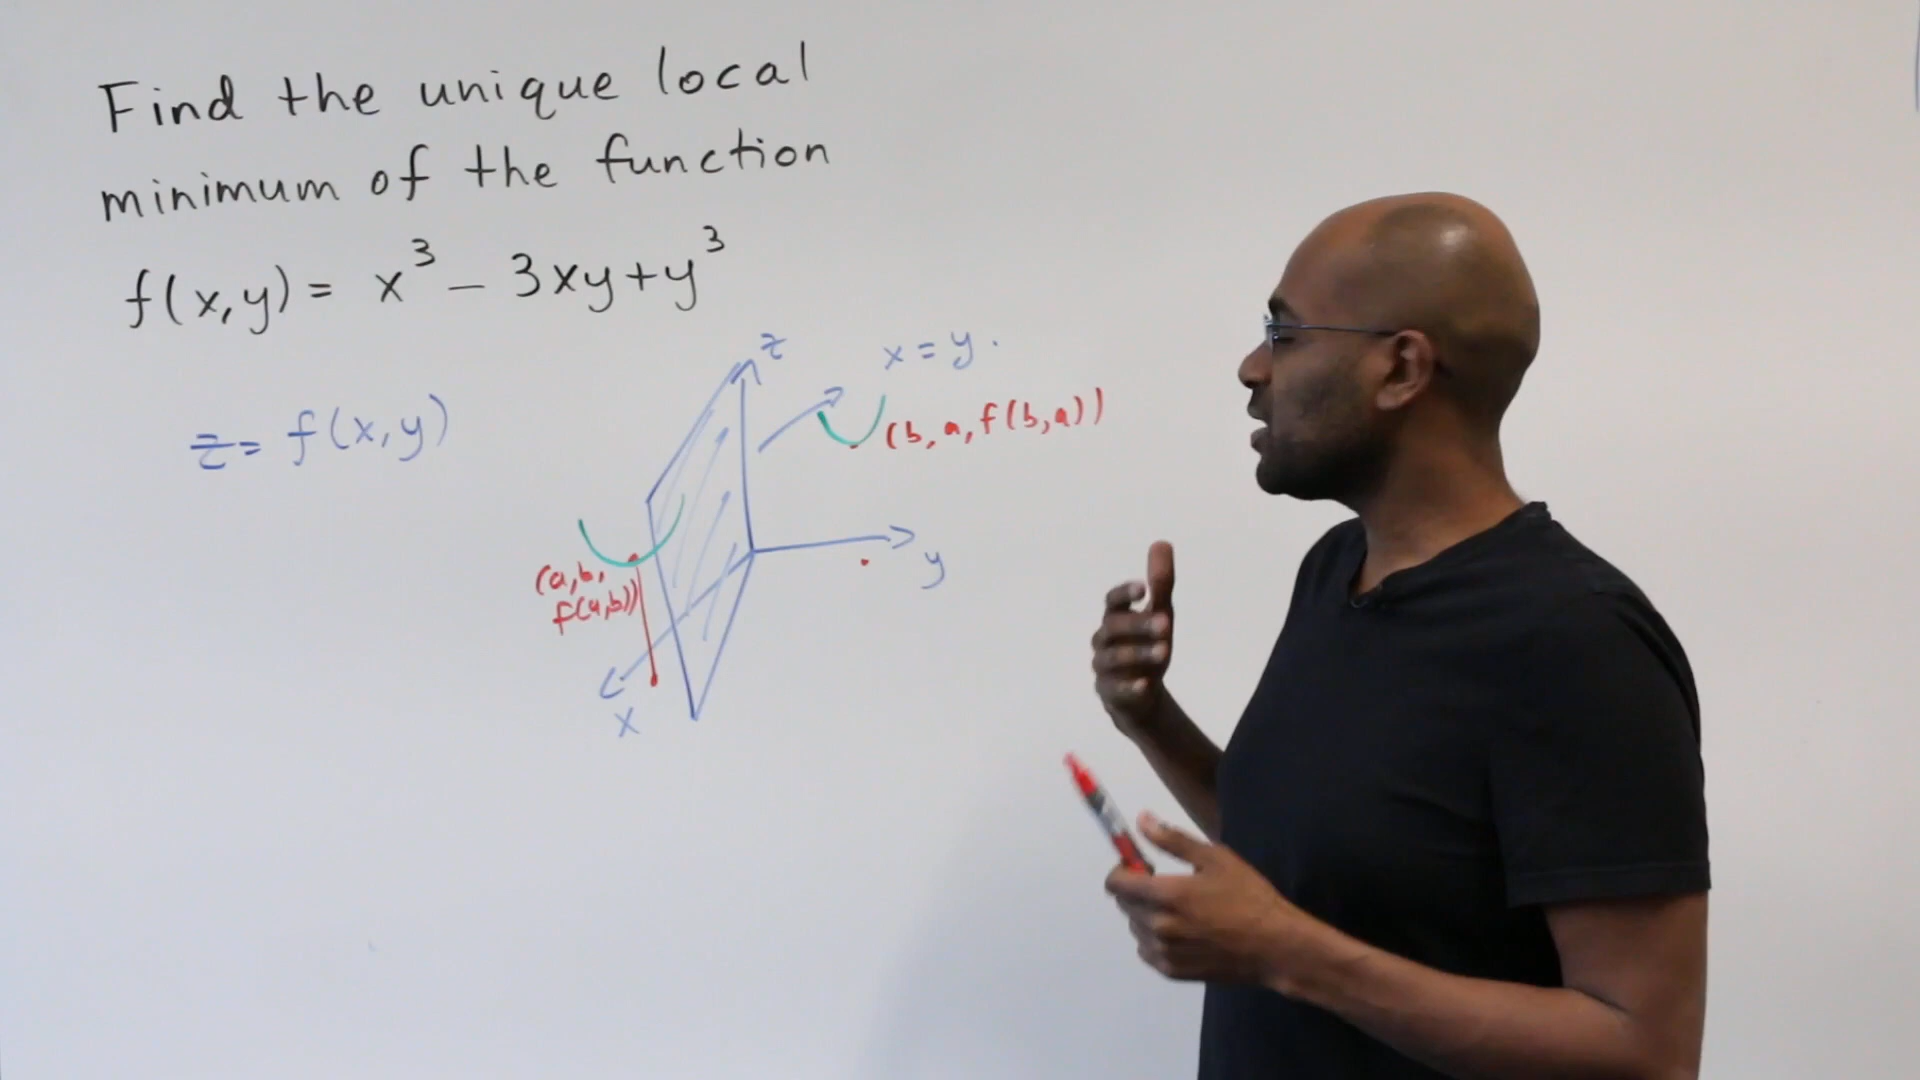 Find the unique local
minimum of the function
f(x,y) = x³ - 3xy+y³
z
x = y.
(b, a, f(b,a))
z= f(x,y)
y
(a,b,
f(a,b))
x